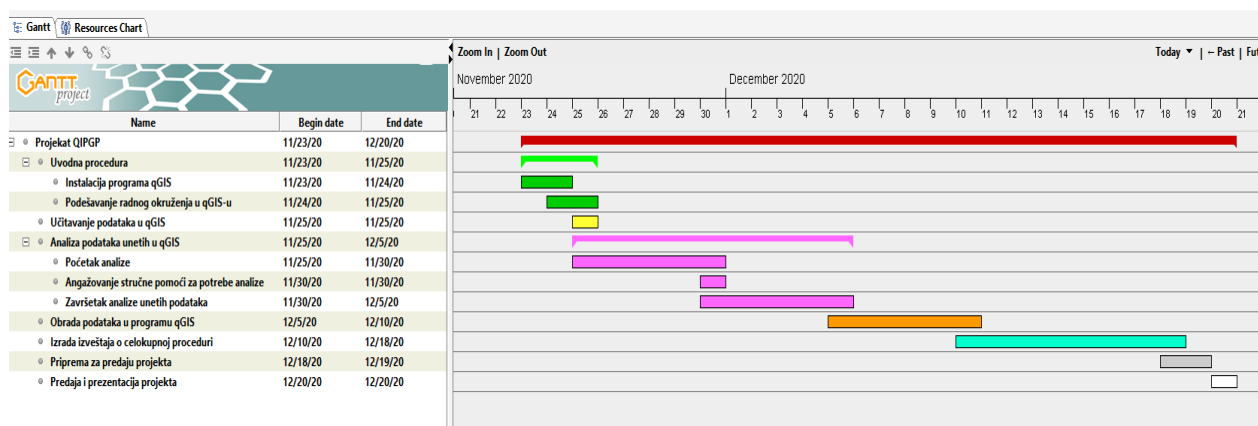 Gantt Resources Chart
Zoom In | Zoom Out Today ▼ | ← Past | Fut
GANTT project
November 2020 December 2020
21 22 23 24 25 26 27 28 29 30 1 2 3 4 5 6 7 8 9 10 11 12 13 14 15 16 17 18 19 20 21
Name Begin date End date
Projekat QIPGP 11/23/20 12/20/20
Uvodna procedura 11/23/20 11/25/20
Instalacija programa qGIS 11/23/20 11/24/20
Podešavanje radnog okruženja u qGIS-u 11/24/20 11/25/20
Učitavanje podataka u qGIS 11/25/20 11/25/20
Analiza podataka unetih u qGIS 11/25/20 12/5/20
Poćetak analize 11/25/20 11/30/20
Angažovanje stručne pomoći za potrebe analize 11/30/20 11/30/20
Završetak analize unetih podataka 11/30/20 12/5/20
Obrada podataka u programu qGIS 12/5/20 12/10/20
Izrada izveštaja o celokupnoj proceduri 12/10/20 12/18/20
Priprema za predaju projekta 12/18/20 12/19/20
Predaja i prezentacija projekta 12/20/20 12/20/20